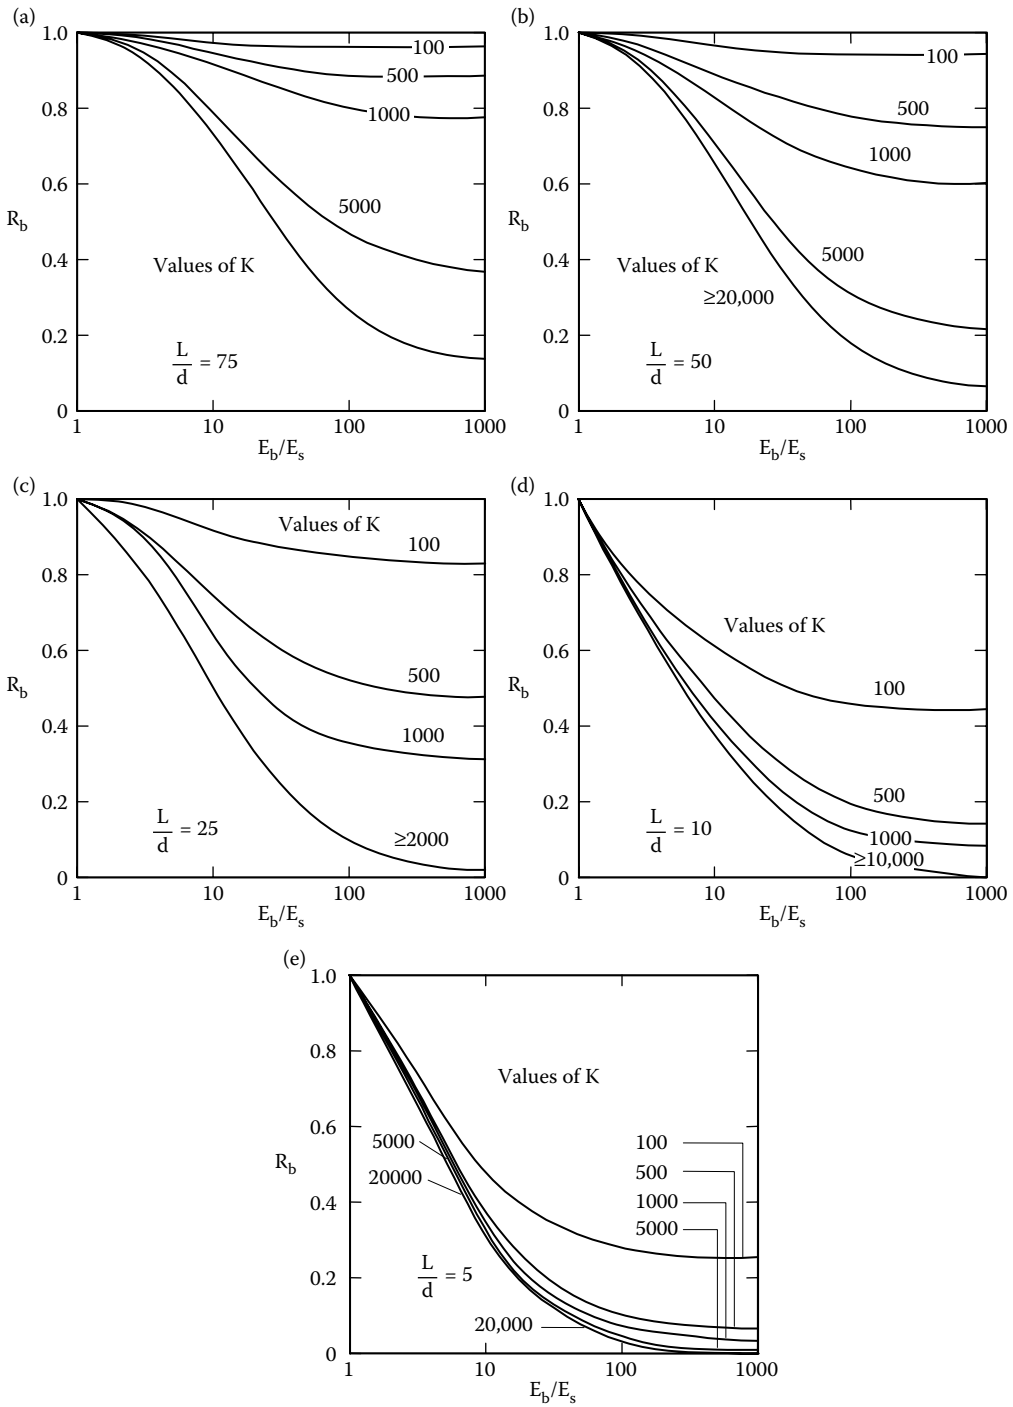 (a)
1.0
0.8
0.6
R_b
0.4
0.2
0
1
10
100
1000
E_b/E_s
100
500
1000
5000
Values of K
L
d
= 75
(b)
1.0
0.8
0.6
R_b
0.4
0.2
0
1
10
100
1000
E_b/E_s
100
500
1000
5000
Values of K
≥20,000
L
d
= 50
(c)
1.0
0.8
0.6
R_b
0.4
0.2
0
1
10
100
1000
E_b/E_s
Values of K
100
500
1000
≥2000
L
d
= 25
(d)
1.0
0.8
0.6
R_b
0.4
0.2
0
1
10
100
1000
E_b/E_s
Values of K
100
500
1000
≥10,000
L
d
= 10
(e)
1.0
0.8
0.6
R_b
0.4
0.2
0
1
10
100
1000
E_b/E_s
Values of K
5000
20000
100
500
1000
5000
L
d
= 5
20,000